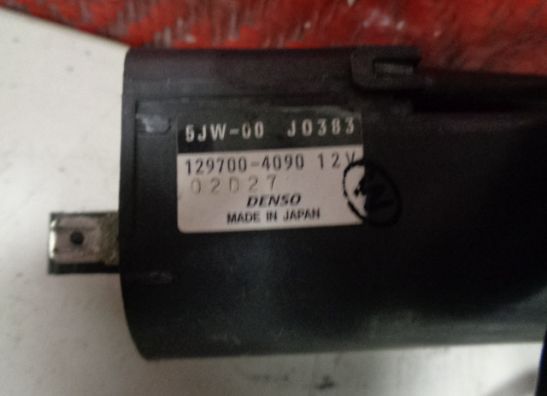 5JW-00 J0383
129700-4090 12V
02D27
DENSO
MADE IN JAPAN